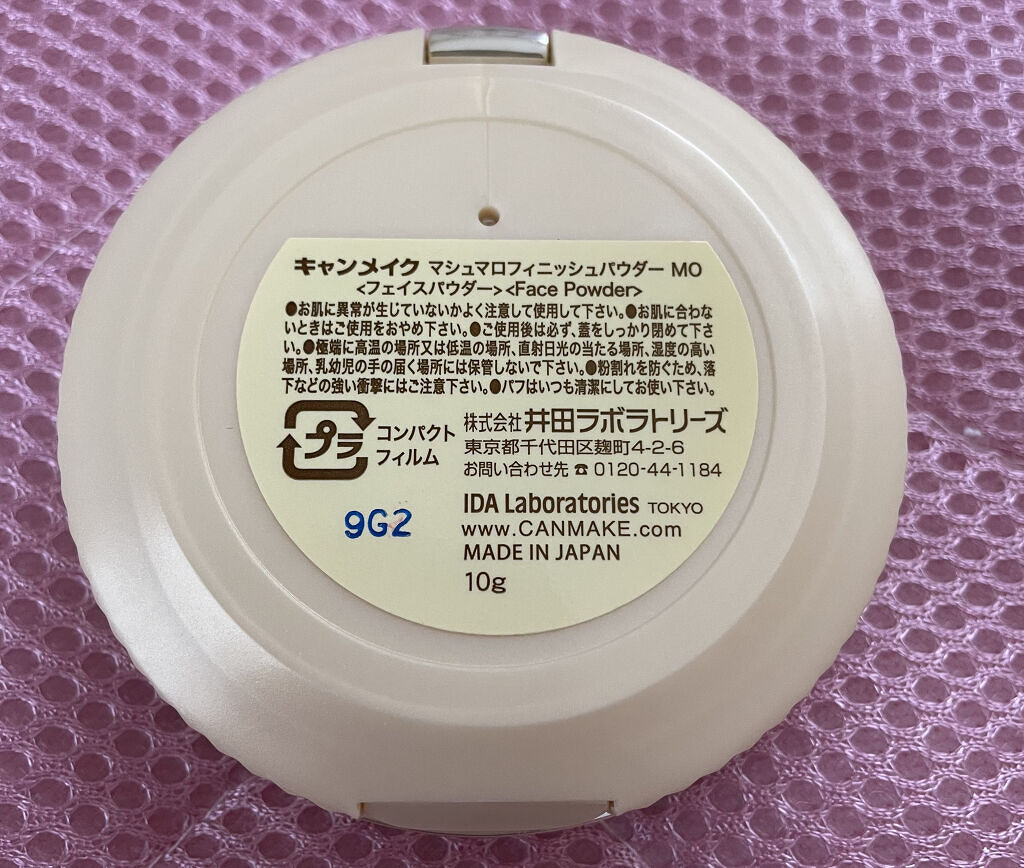 キャンメイク マシュマロフィニッシュパウダー MO
<フェイスパウダー><Face Powder>
●お肌に異常が生じていないかよく注意して使用して下さい。●お肌に合わな
いときはご使用をおやめ下さい。●ご使用後は必ず、蓋をしっかり閉めて下さ
い。●極端に高温の場所又は低温の場所、直射日光の当たる場所、湿度の高い
場所、乳幼児の手の届く場所には保管しないで下さい。●粉割れを防ぐため、落
下などの強い衝撃にはご注意下さい。●パフはいつも清潔にしてお使い下さい。
プラ
コンパクト
フィルム
株式会社 井田ラボラトリーズ
東京都千代田区麹町4-2-6
お問い合わせ先 ☎ 0120-44-1184
9G2
IDA Laboratories TOKYO
www.CANMAKE.com
MADE IN JAPAN
10g